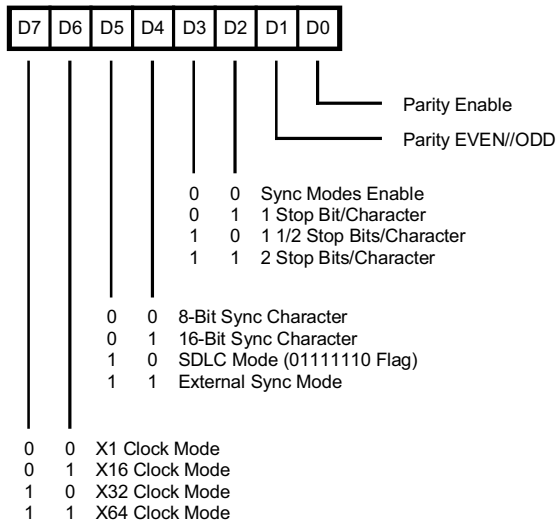 D7 D6 D5 D4 D3 D2 D1 D0
Parity Enable
Parity EVEN//ODD
0 0 Sync Modes Enable
0 1 1 Stop Bit/Character
1 0 1 1/2 Stop Bits/Character
1 1 2 Stop Bits/Character
0 0 8-Bit Sync Character
0 1 16-Bit Sync Character
1 0 SDLC Mode (01111110 Flag)
1 1 External Sync Mode
0 0 X1 Clock Mode
0 1 X16 Clock Mode
1 0 X32 Clock Mode
1 1 X64 Clock Mode